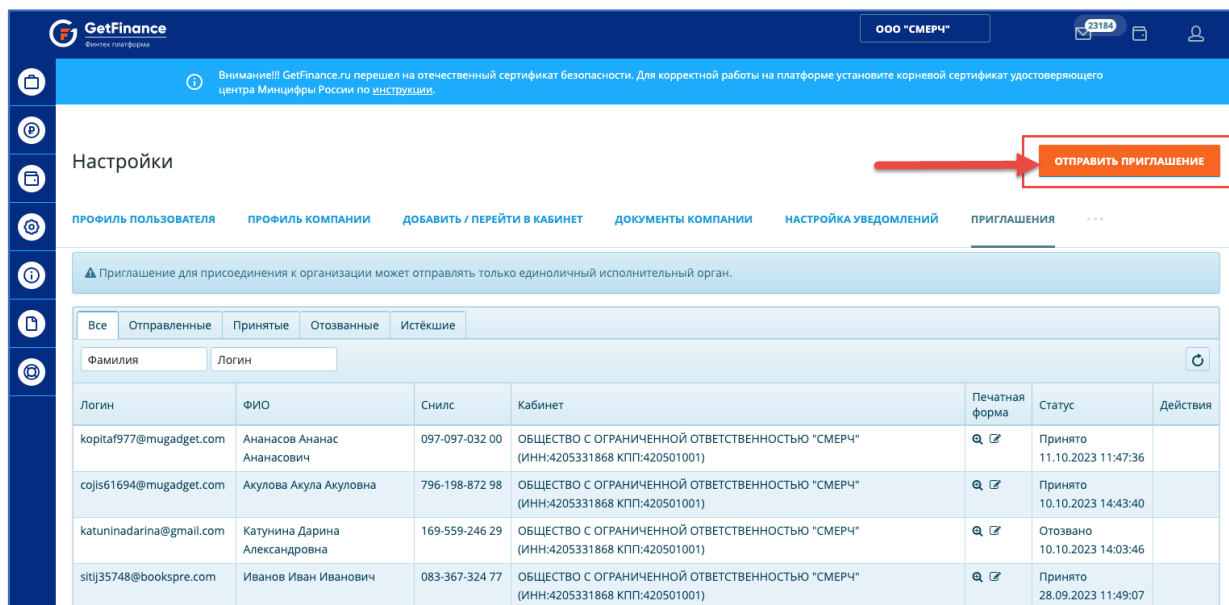 GetFinance
Финтех платформа
ООО "СМЕРЧ"
23184
Внимание!!! GetFinance.ru перешел на отечественный сертификат безопасности. Для корректной работы на платформе установите корневой сертификат удостоверяющего
центра Минцифры России по инструкции.
Настройки
ОТПРАВИТЬ ПРИГЛАШЕНИЕ
ПРОФИЛЬ ПОЛЬЗОВАТЕЛЯ ПРОФИЛЬ КОМПАНИИ ДОБАВИТЬ / ПЕРЕЙТИ В КАБИНЕТ ДОКУМЕНТЫ КОМПАНИИ НАСТРОЙКА УВЕДОМЛЕНИЙ ПРИГЛАШЕНИЯ ...
Приглашение для присоединения к организации может отправлять только единоличный исполнительный орган.
Все Отправленные Принятые Отозванные Истёкшие
Фамилия Логин
Логин ФИО Снилс Кабинет Печатная форма Статус Действия
kopitaf977@mugadget.com Ананасов Ананас 097-097-032 00 ОБЩЕСТВО С ОГРАНИЧЕННОЙ ОТВЕТСТВЕННОСТЬЮ "СМЕРЧ" Принято
Ананасович (ИНН:4205331868 КПП:420501001) 11.10.2023 11:47:36
cojis61694@mugadget.com Акулова Акула Акуловна 796-198-872 98 ОБЩЕСТВО С ОГРАНИЧЕННОЙ ОТВЕТСТВЕННОСТЬЮ "СМЕРЧ" Принято
(ИНН:4205331868 КПП:420501001) 10.10.2023 14:43:40
katuninadarina@gmail.com Катунина Дарина 169-559-246 29 ОБЩЕСТВО С ОГРАНИЧЕННОЙ ОТВЕТСТВЕННОСТЬЮ "СМЕРЧ" Отозвано
Александровна (ИНН:4205331868 КПП:420501001) 10.10.2023 14:03:46
sitij35748@bookspre.com Иванов Иван Иванович 083-367-324 77 ОБЩЕСТВО С ОГРАНИЧЕННОЙ ОТВЕТСТВЕННОСТЬЮ "СМЕРЧ" Принято
(ИНН:4205331868 КПП:420501001) 28.09.2023 11:49:07